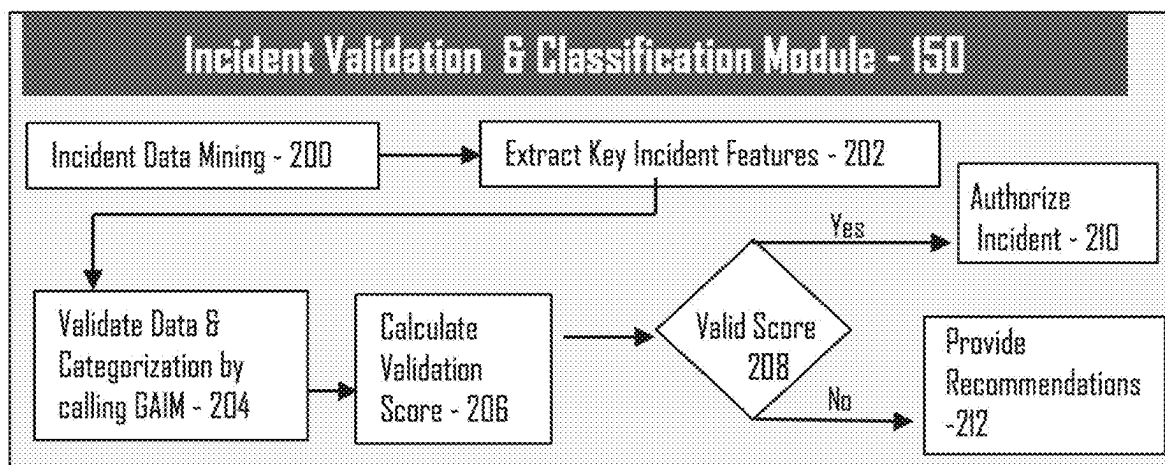 Incident Validation & Classification Module - 150
Incident Data Mining - 200
Extract Key Incident Features - 202
Validate Data &
Categorization by
calling GAIM - 204
Calculate
Validation
Score - 206
Valid Score
208
Yes
Authorize
Incident - 210
No
Provide
Recommendations
-212